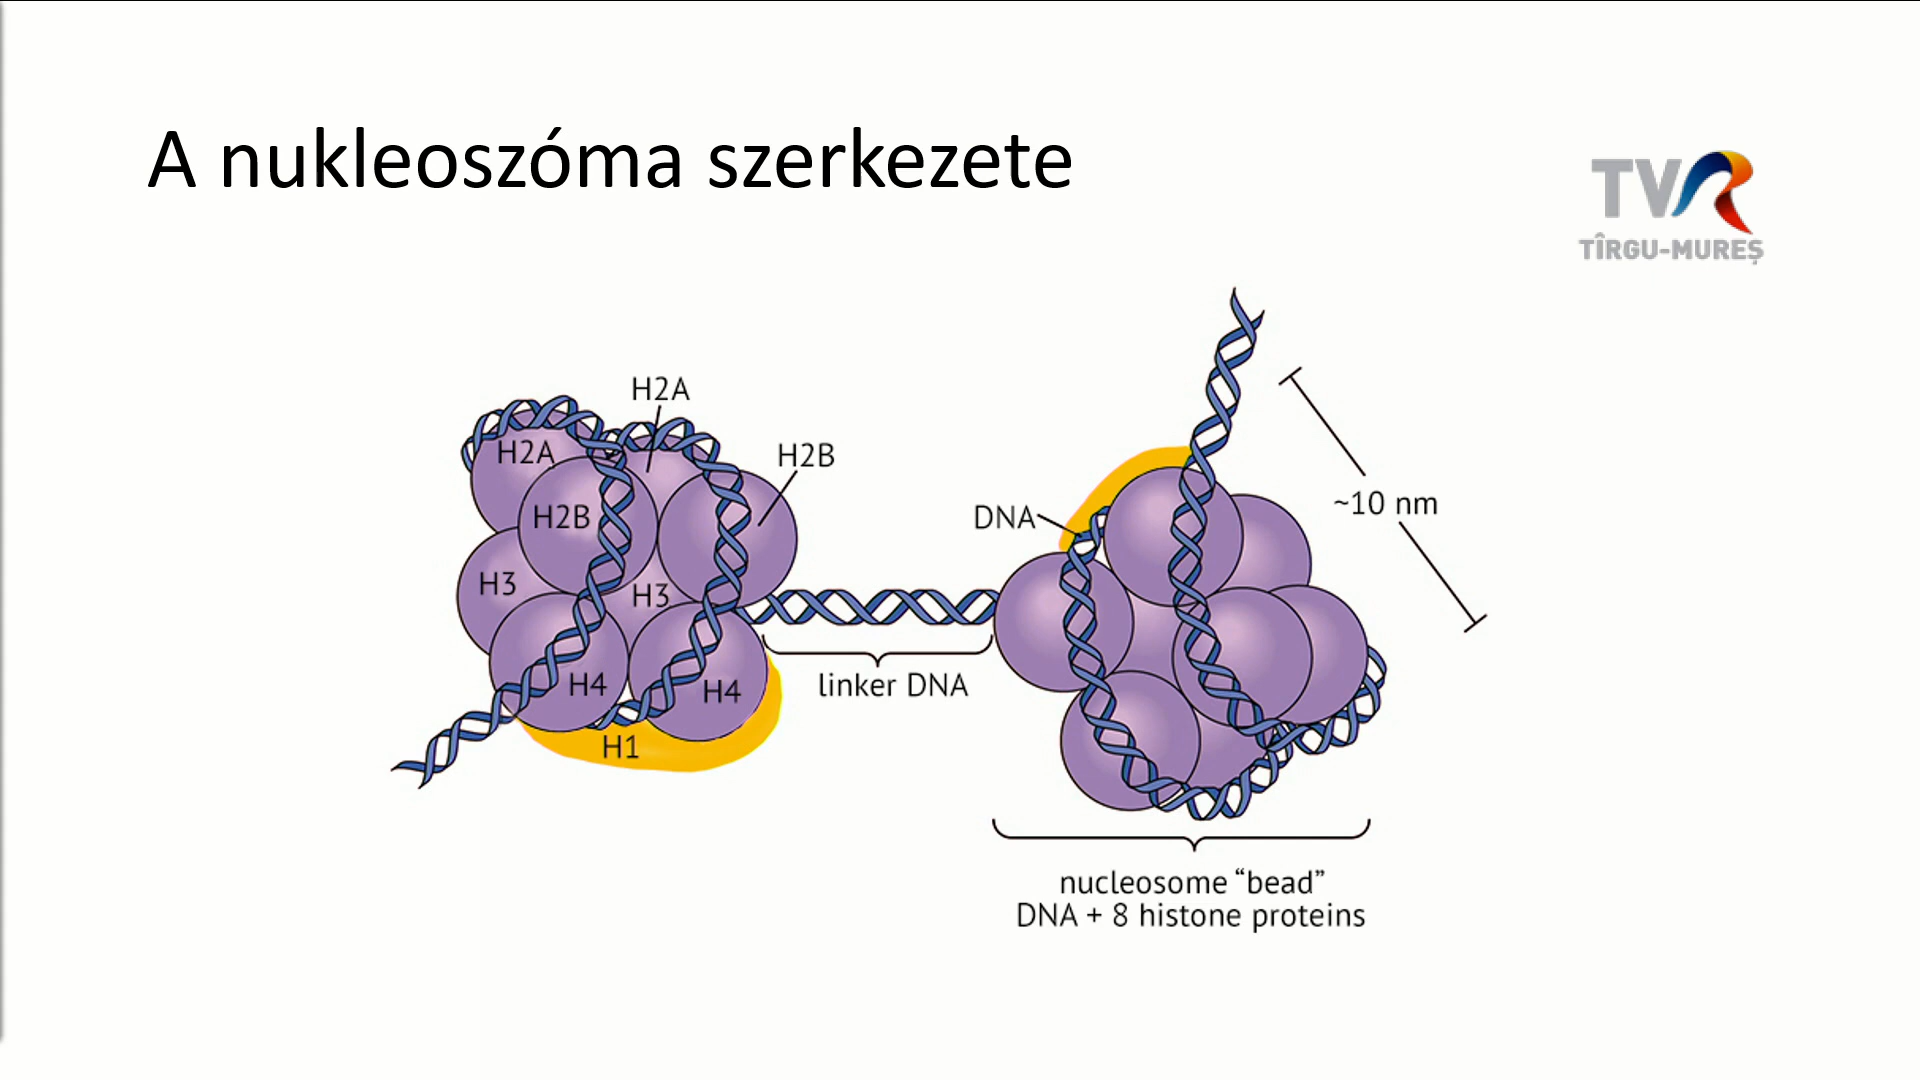 A nukleoszóma szerkezete
TVR
TÎRGU-MUREȘ
H2A
H2A
H2B
H2B
H3
H3
H4
H4
H1
linker DNA
DNA
~10 nm
nucleosome “bead”
DNA + 8 histone proteins